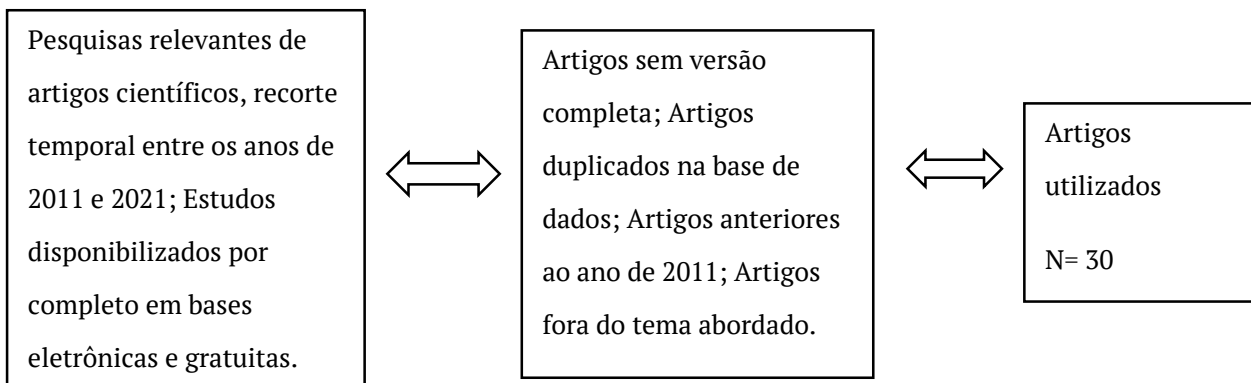 Pesquisas relevantes de
artigos científicos, recorte
temporal entre os anos de
2011 e 2021; Estudos
disponibilizados por
completo em bases
eletrônicas e gratuitas.
Artigos sem versão
completa; Artigos
duplicados na base de
dados; Artigos anteriores
ao ano de 2011; Artigos
fora do tema abordado.
Artigos
utilizados
N= 30